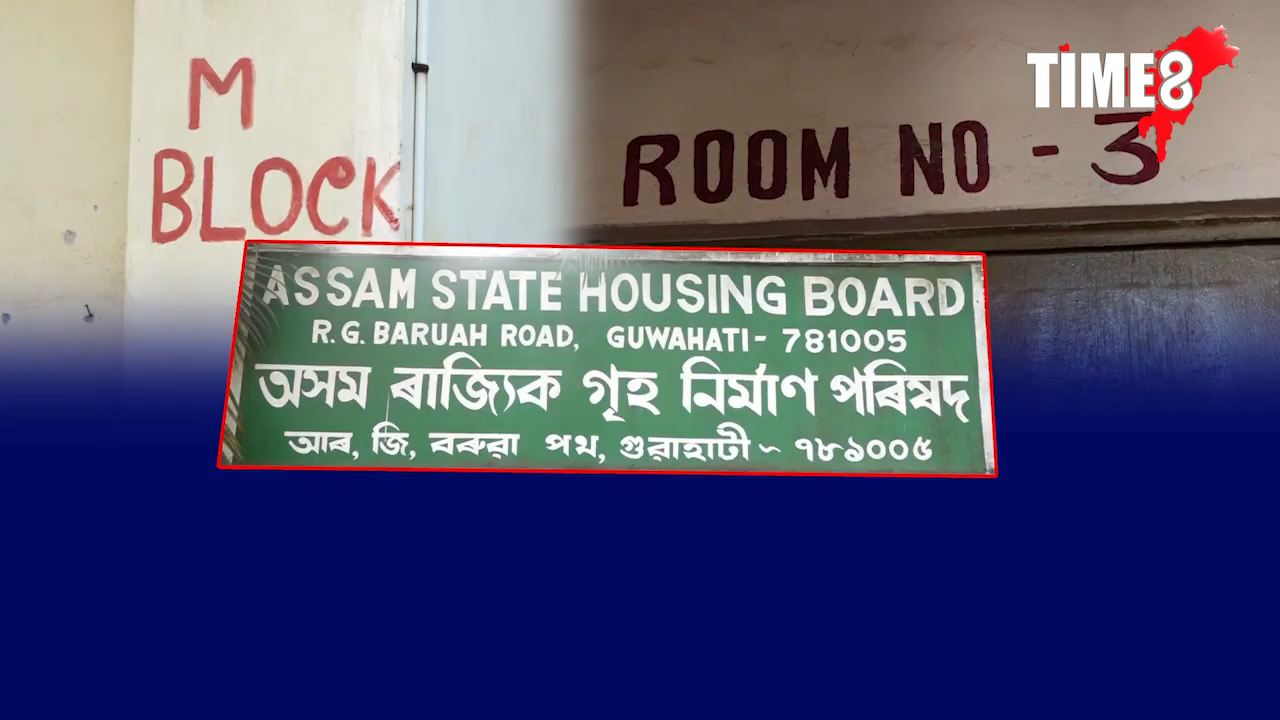 M
BLOCK
ROOM NO - 3
TIME8
ASSAM STATE HOUSING BOARD
R. G. BARUAH ROAD, GUWAHATI - 781005
অসম ৰাজ্যিক গৃহ নিৰ্মাণ পৰিষদ
আৰ, জি, বৰুৱা পথ, গুৱাহাটী ~ ৭৮১০০৫